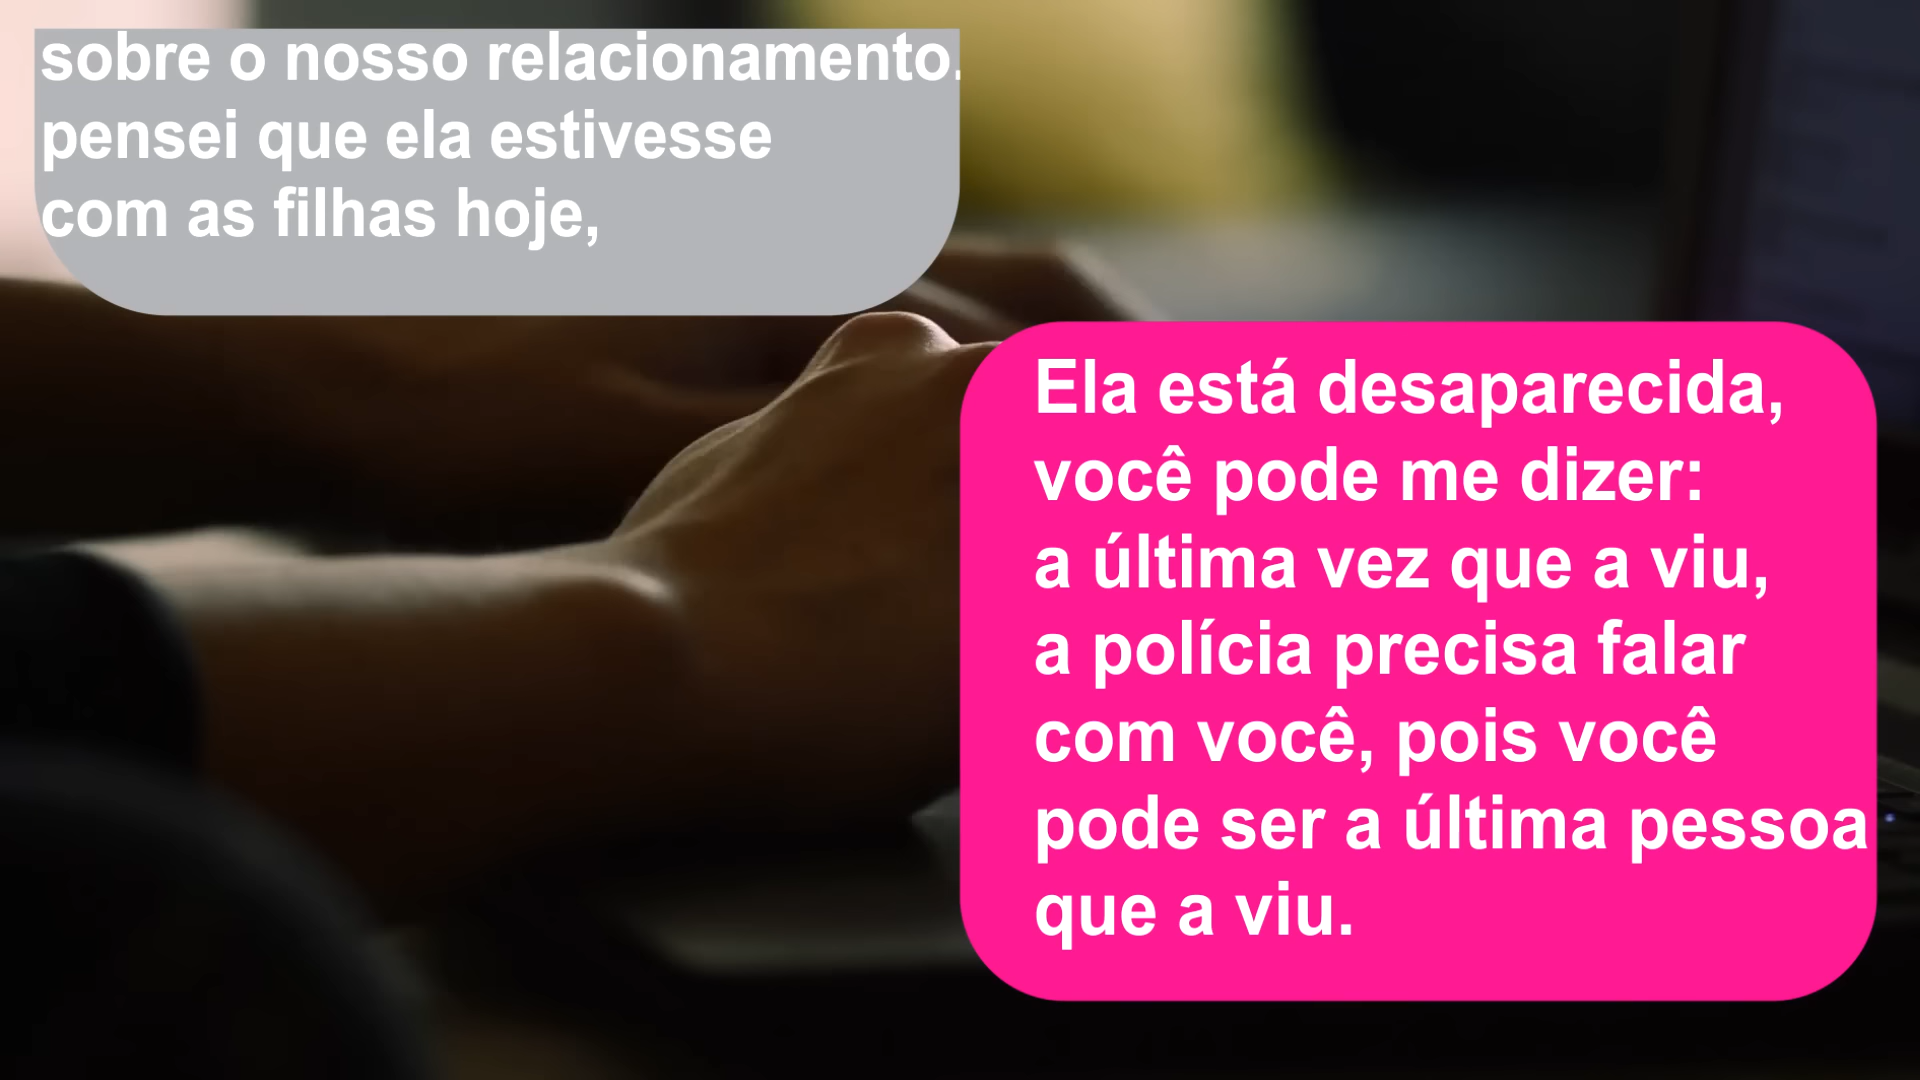 sobre o nosso relacionamento.
pensei que ela estivesse
com as filhas hoje,
Ela está desaparecida,
você pode me dizer:
a última vez que a viu,
a polícia precisa falar
com você, pois você
pode ser a última pessoa
que a viu.